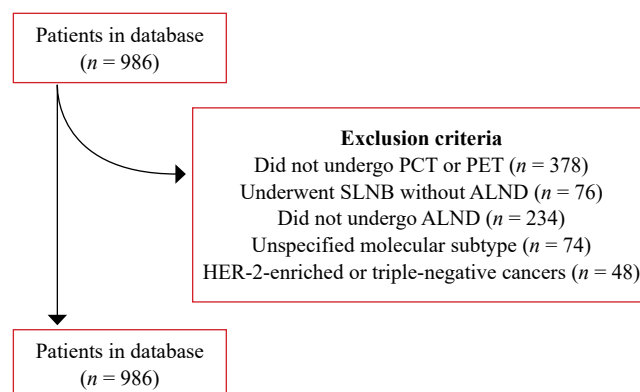 Patients in database
(n = 986)
Exclusion criteria
Did not undergo PCT or PET (n = 378)
Underwent SLNB without ALND (n = 76)
Did not undergo ALND (n = 234)
Unspecified molecular subtype (n = 74)
HER-2-enriched or triple-negative cancers (n = 48)
Patients in database
(n = 986)